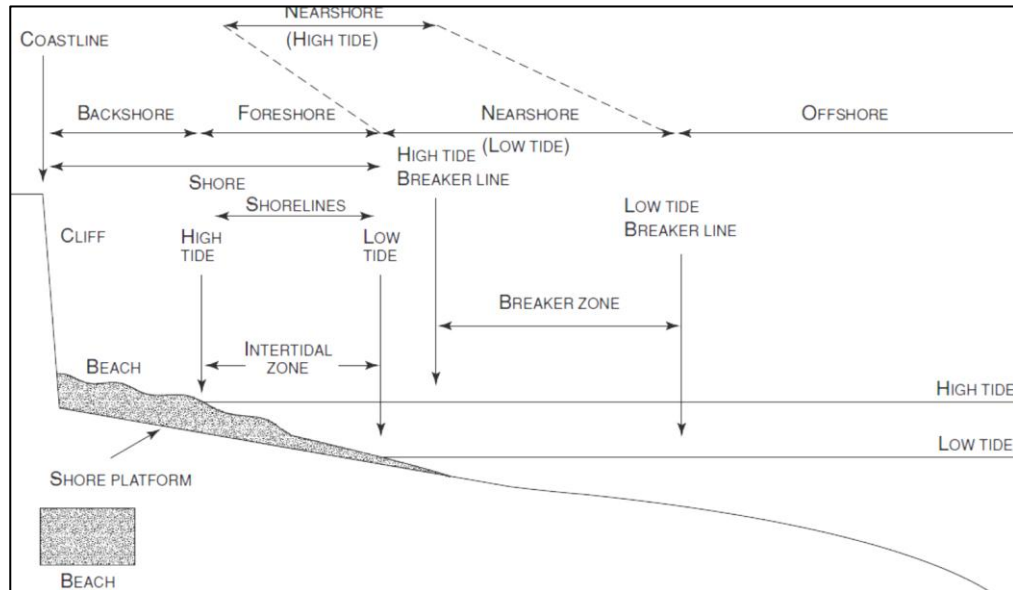 NEARSHORE
(HIGH TIDE)
COASTLINE
BACKSHORE
FORESHORE
NEARSHORE
(LOW TIDE)
OFFSHORE
HIGH TIDE
BREAKER LINE
SHORE
SHORELINES
LOW TIDE
BREAKER LINE
CLIFF
HIGH
TIDE
LOW
TIDE
BREAKER ZONE
INTERTIDAL
ZONE
BEACH
HIGH TIDE
LOW TIDE
SHORE PLATFORM
BEACH